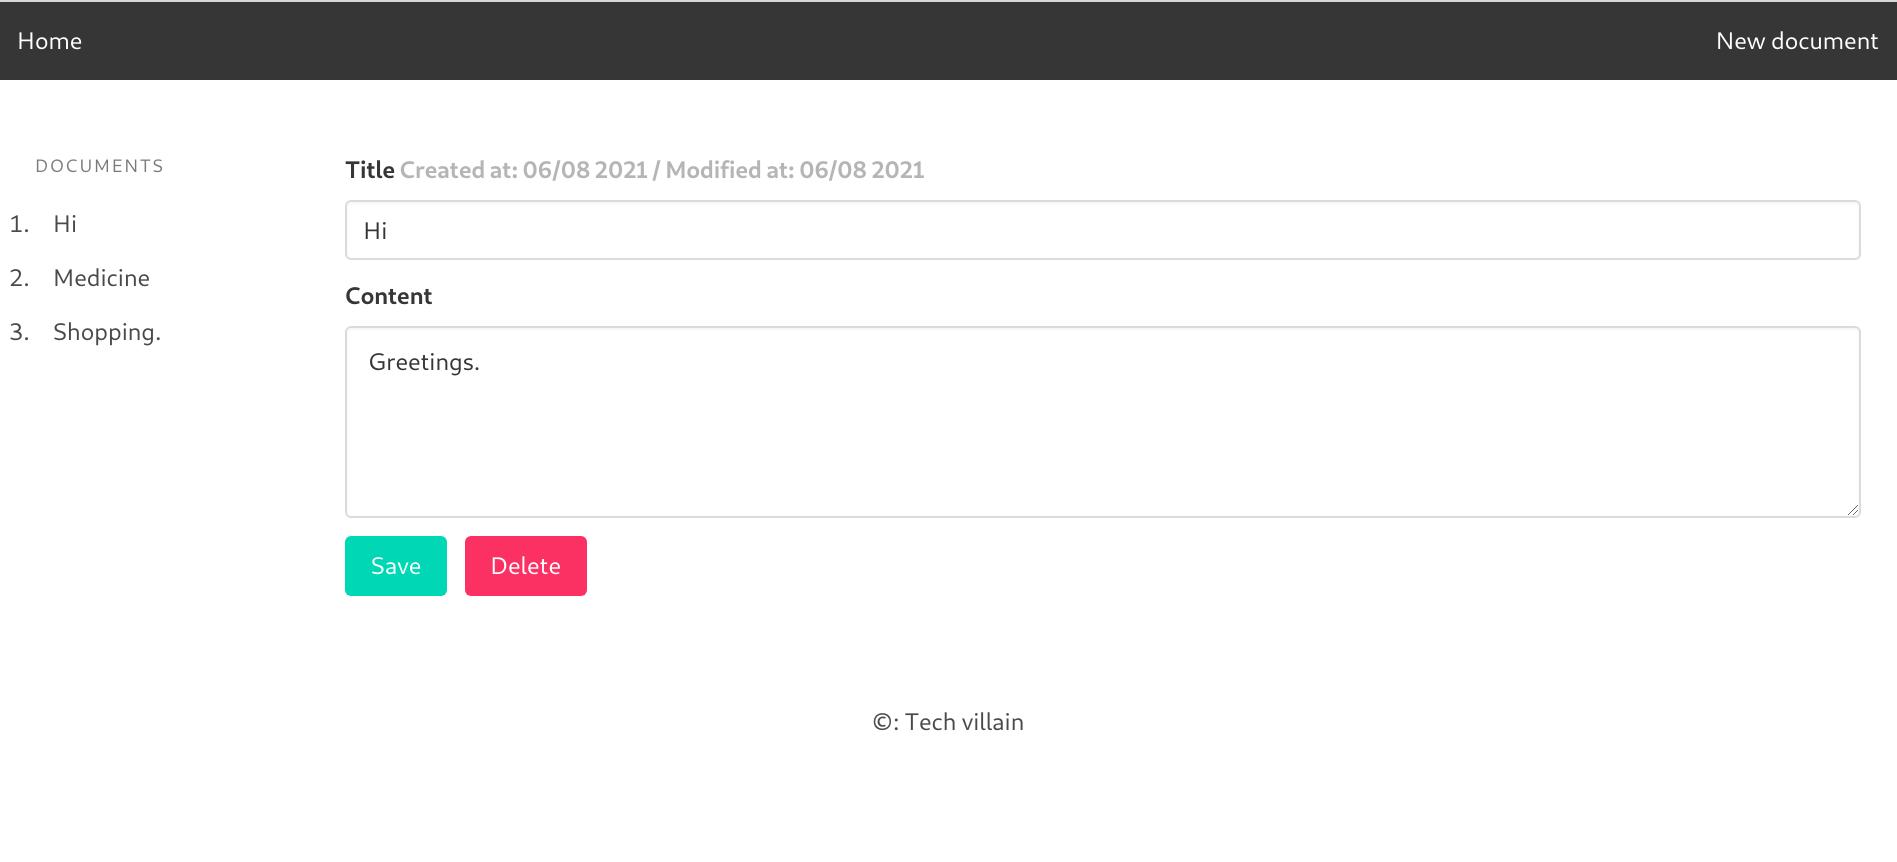 Home
New document
DOCUMENTS
1. Hi
2. Medicine
3. Shopping.
Title Created at: 06/08 2021 / Modified at: 06/08 2021
Hi
Content
Greetings.
Save
Delete
©: Tech villain